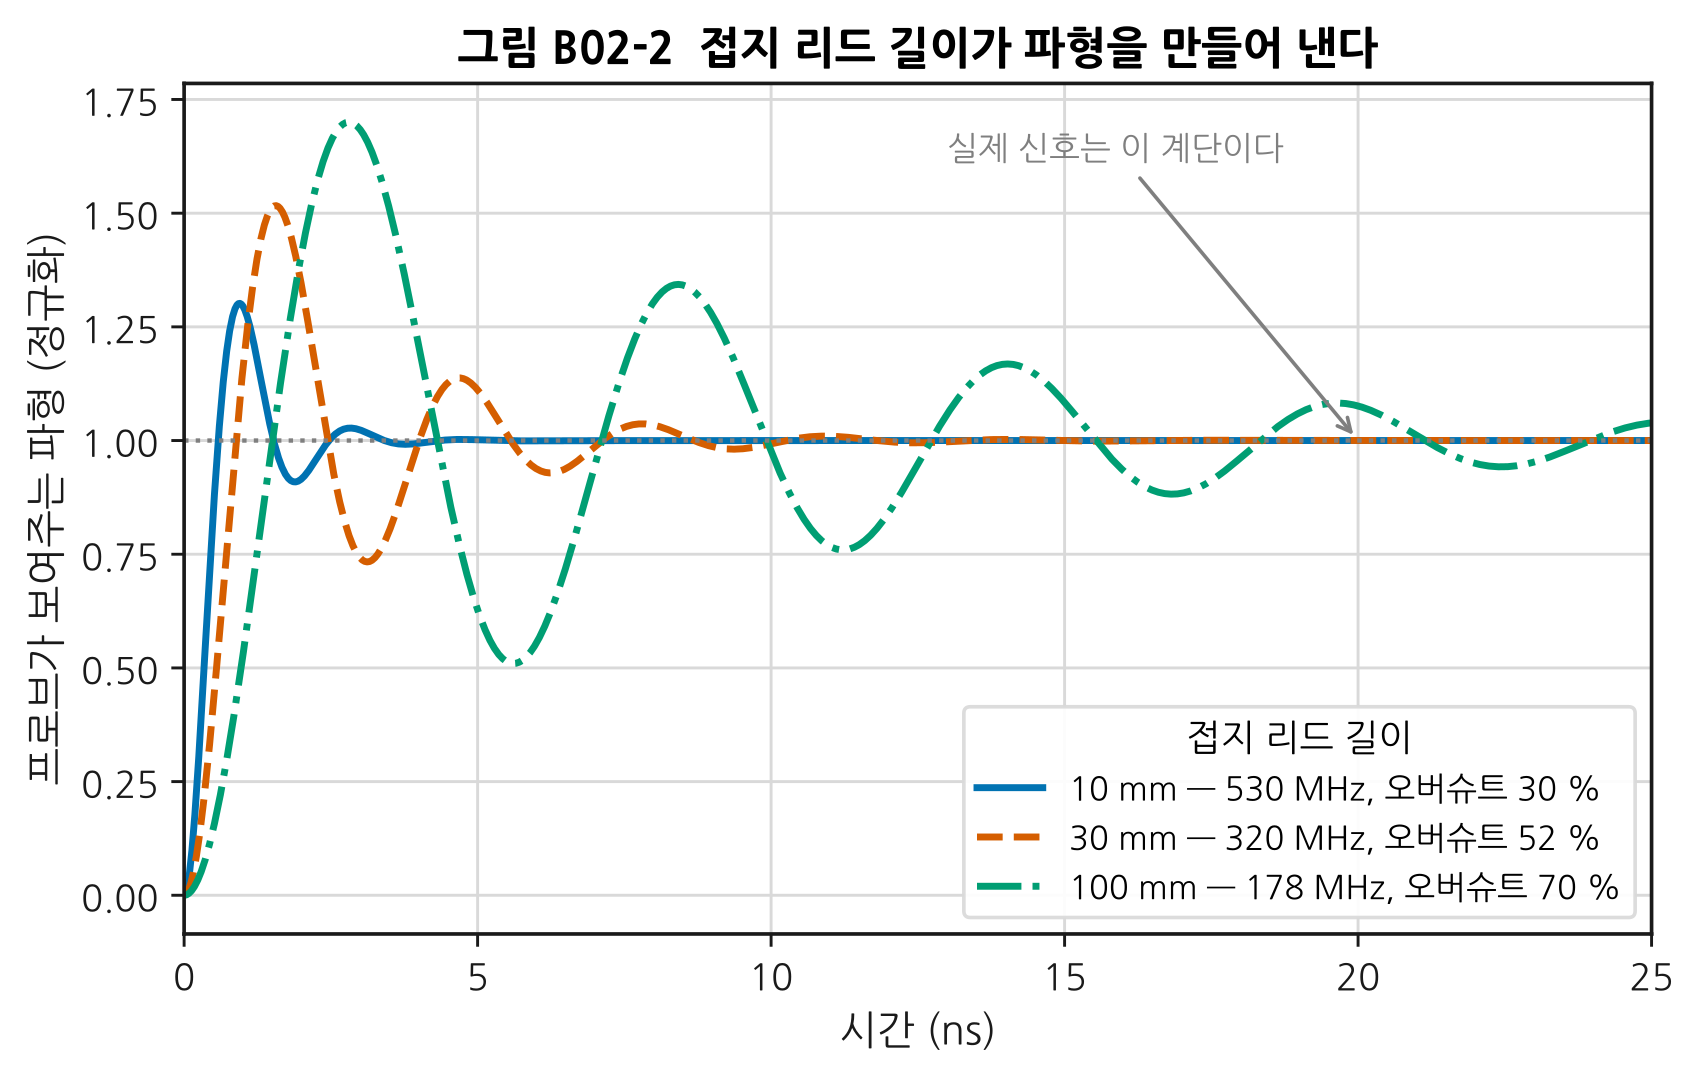 그림 B02-2 접지 리드 길이가 파형을 만들어 낸다
프로브가 보여주는 파형 (정규화)
1.75
1.50
1.25
1.00
0.75
0.50
0.25
0.00
실제 신호는 이 계단이다
접지 리드 길이
10 mm — 530 MHz, 오버슈트 30 %
30 mm — 320 MHz, 오버슈트 52 %
100 mm — 178 MHz, 오버슈트 70 %
0 5 10 15 20 25
시간 (ns)